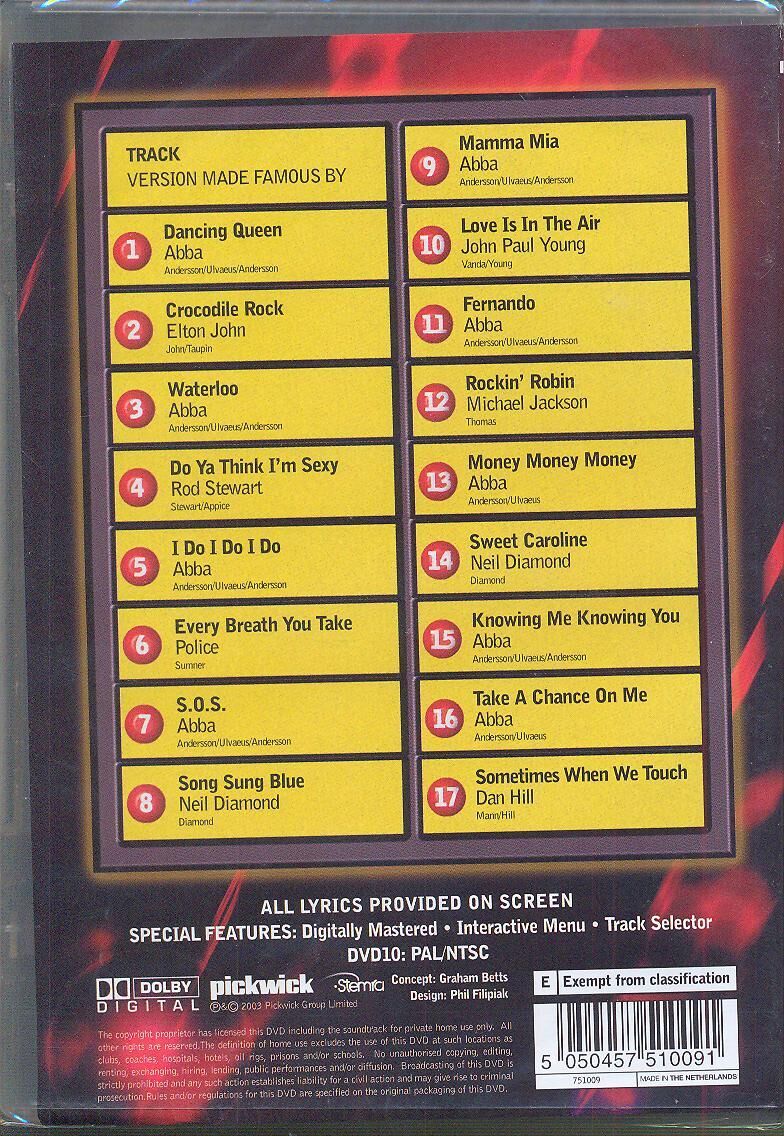 TRACK
VERSION MADE FAMOUS BY
1
Dancing Queen
Abba
Andersson/Ulvaeus/Andersson
2
Crocodile Rock
Elton John
John/Taupin
3
Waterloo
Abba
Andersson/Ulvaeus/Andersson
4
Do Ya Think I'm Sexy
Rod Stewart
Stewart/Appice
5
I Do I Do I Do
Abba
Andersson/Ulvaeus/Andersson
6
Every Breath You Take
Police
Sumner
7
S.O.S.
Abba
Andersson/Ulvaeus/Andersson
8
Song Sung Blue
Neil Diamond
Diamond
9
Mamma Mia
Abba
Andersson/Ulvaeus/Andersson
10
Love Is In The Air
John Paul Young
Vanda/Young
11
Fernando
Abba
Andersson/Ulvaeus/Andersson
12
Rockin' Robin
Michael Jackson
Thomas
13
Money Money Money
Abba
Andersson/Ulvaeus
14
Sweet Caroline
Neil Diamond
Diamond
15
Knowing Me Knowing You
Abba
Andersson/Ulvaeus/Andersson
16
Take A Chance On Me
Abba
Andersson/Ulvaeus
17
Sometimes When We Touch
Dan Hill
Mann/Hill
ALL LYRICS PROVIDED ON SCREEN
SPECIAL FEATURES: Digitally Mastered • Interactive Menu • Track Selector
DVD10: PAL/NTSC
DOLBY
DIGITAL
pickwick
℗&© 2003 Pickwick Group Limited
Stemra
Concept: Graham Betts
Design: Phil Filipiak
E Exempt from classification
The copyright proprietor has licensed this DVD including the soundtrack for private home use only. All
other rights are reserved.The definition of home use excludes the use of this DVD at such locations as
clubs, coaches, hospitals, hotels, oil rigs, prisons and/or schools. No unauthorised copying, editing,
renting, exchanging, hiring, lending, public performances and/or diffusion. Broadcasting of this DVD is
strictly prohibited and any such action establishes liability for a civil action and may give rise to criminal
prosecution.Rules and/or regulations for this DVD are specified on the original packaging of this DVD.
5 050457 510091
751009
MADE IN THE NETHERLANDS